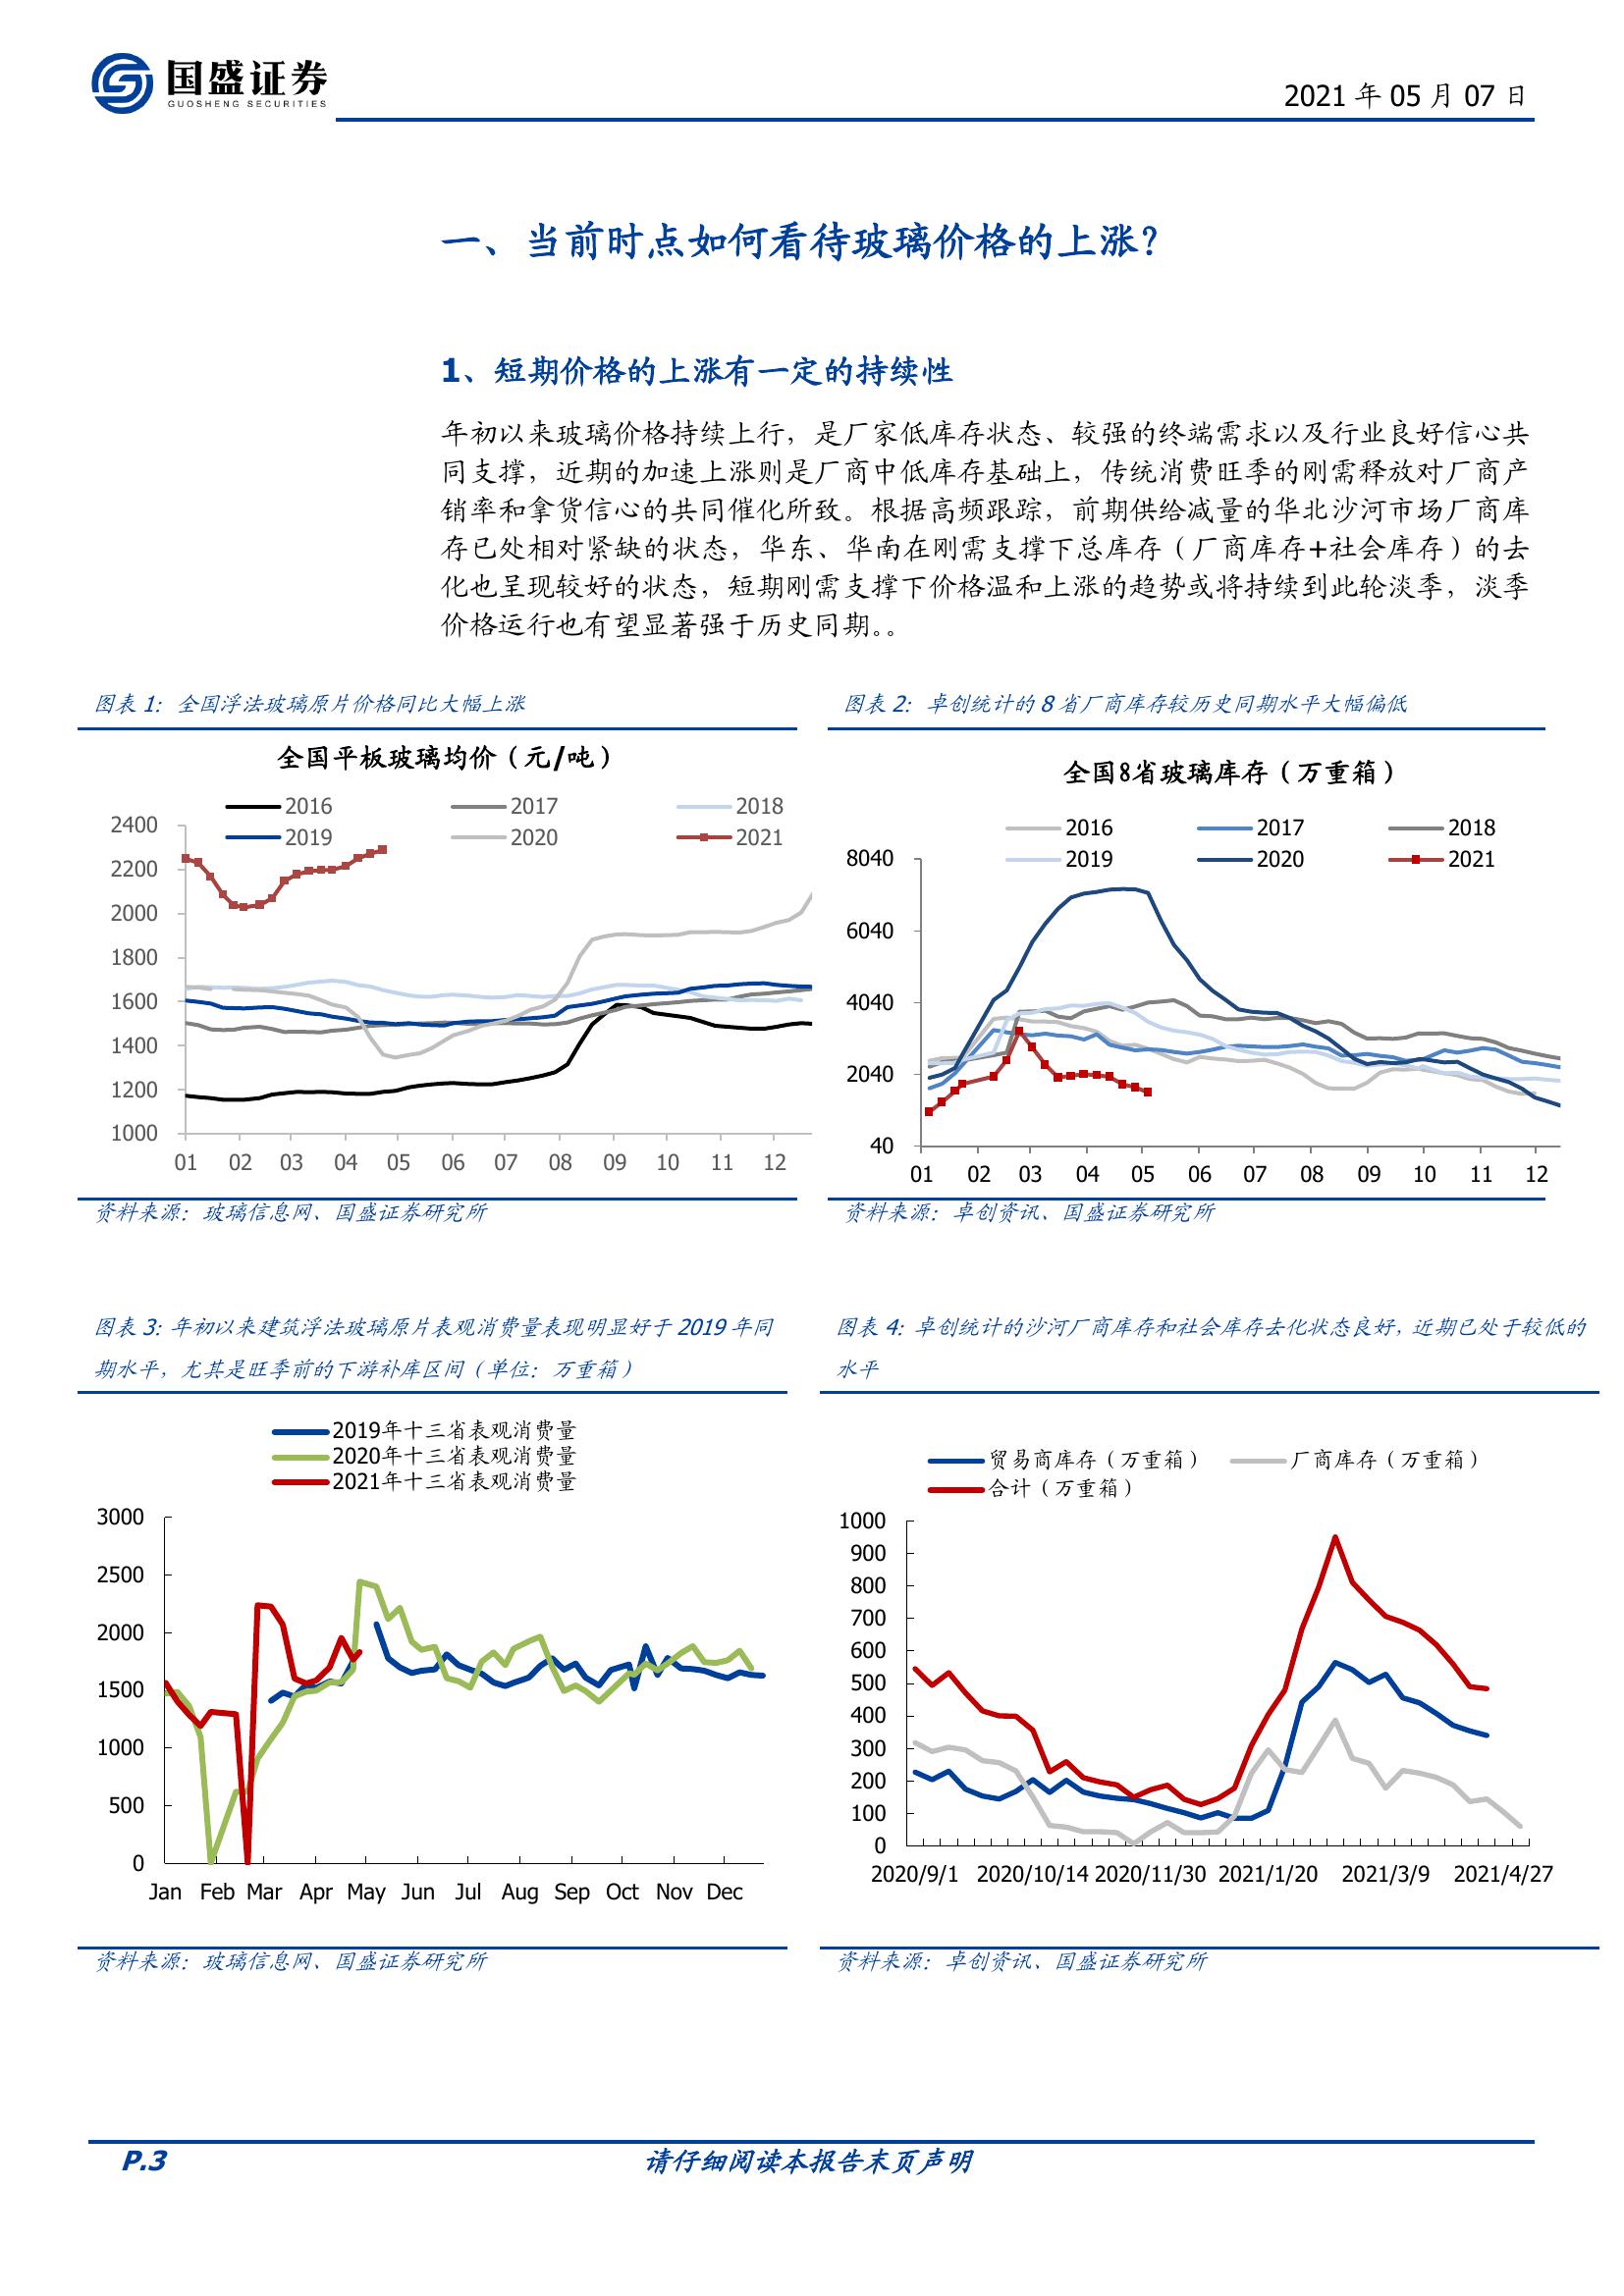 国盛证券
GUOSHENG SECURITIES
2021 年 05 月 07 日
一、当前时点如何看待玻璃价格的上涨？
1、短期价格的上涨有一定的持续性
年初以来玻璃价格持续上行，是厂家低库存状态、较强的终端需求以及行业良好信心共
同支撑，近期的加速上涨则是厂商中低库存基础上，传统消费旺季的刚需释放对厂商产
销率和拿货信心的共同催化所致。根据高频跟踪，前期供给减量的华北沙河市场厂商库
存已处相对紧缺的状态，华东、华南在刚需支撑下总库存（厂商库存+社会库存）的去
化也呈现较好的状态，短期刚需支撑下价格温和上涨的趋势或将持续到此轮淡季，淡季
价格运行也有望显著强于历史同期。。
图表 1：全国浮法玻璃原片价格同比大幅上涨
全国平板玻璃均价（元/吨）
2016 2017 2018
2019 2020 2021
2400
2200
2000
1800
1600
1400
1200
1000
01 02 03 04 05 06 07 08 09 10 11 12
资料来源：玻璃信息网、国盛证券研究所
图表 2：卓创统计的 8 省厂商库存较历史同期水平大幅偏低
全国8省玻璃库存（万重箱）
2016 2017 2018
2019 2020 2021
8040
6040
4040
2040
40
01 02 03 04 05 06 07 08 09 10 11 12
资料来源：卓创资讯、国盛证券研究所
图表 3：年初以来建筑浮法玻璃原片表观消费量表现明显好于 2019 年同
期水平，尤其是旺季前的下游补库区间（单位：万重箱）
2019年十三省表观消费量
2020年十三省表观消费量
2021年十三省表观消费量
3000
2500
2000
1500
1000
500
0
Jan Feb Mar Apr May Jun Jul Aug Sep Oct Nov Dec
资料来源：玻璃信息网、国盛证券研究所
图表 4：卓创统计的沙河厂商库存和社会库存去化状态良好，近期已处于较低的
水平
贸易商库存（万重箱） 厂商库存（万重箱）
合计（万重箱）
1000
900
800
700
600
500
400
300
200
100
0
2020/9/1 2020/10/14 2020/11/30 2021/1/20 2021/3/9 2021/4/27
资料来源：卓创资讯、国盛证券研究所
P.3
请仔细阅读本报告末页声明